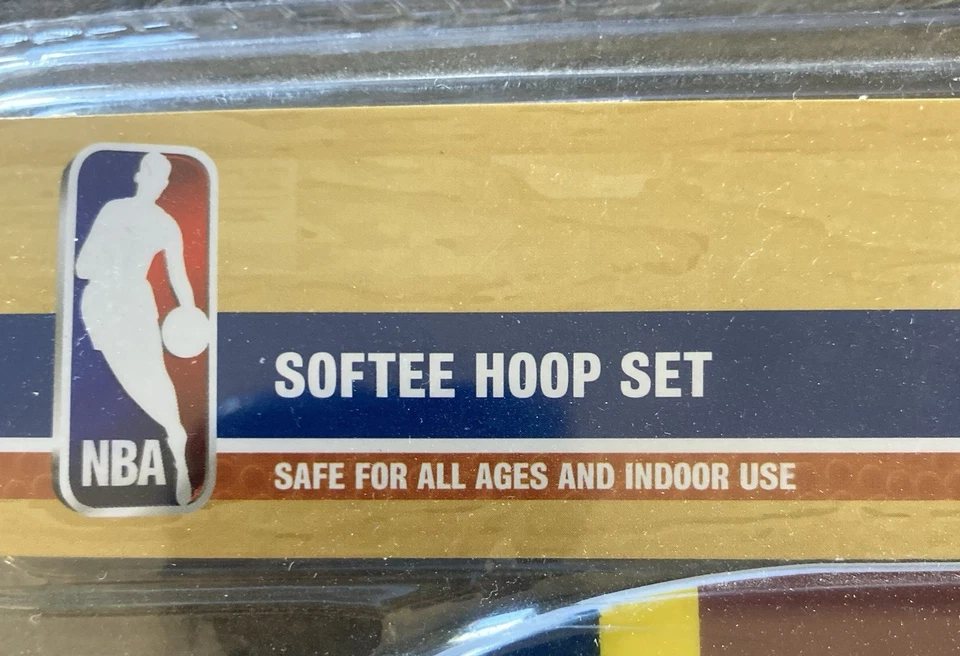 SOFTEE HOOP SET
NBA
SAFE FOR ALL AGES AND INDOOR USE